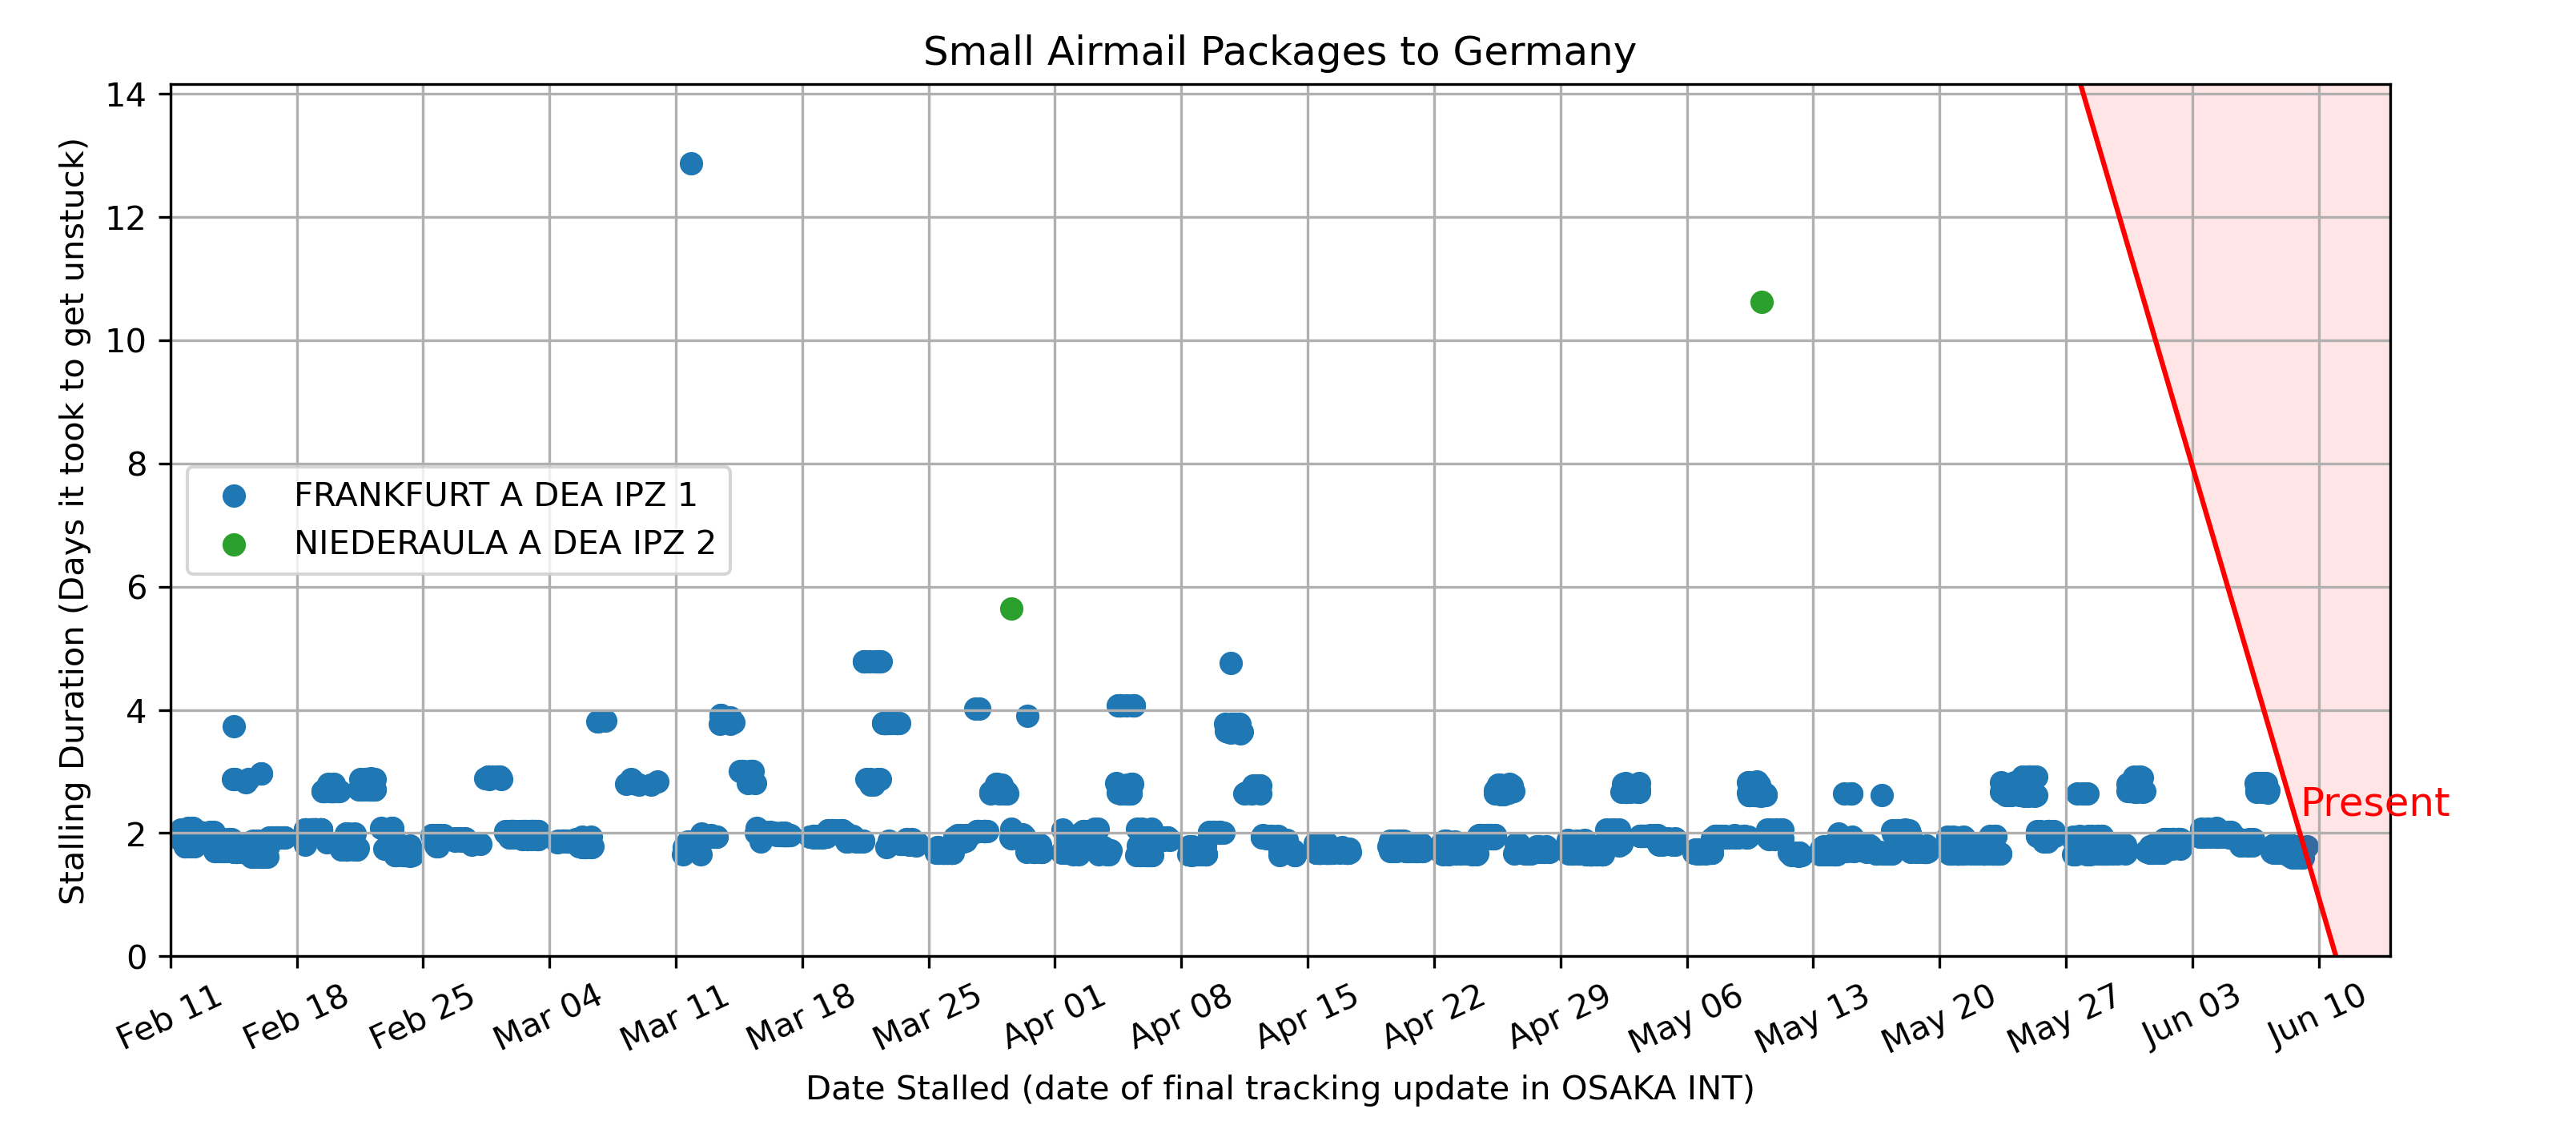 Small Airmail Packages to Germany
Stalling Duration (Days it took to get unstuck)
14
12
10
8
6
4
2
0
FRANKFURT A DEA IPZ 1
NIEDERAULA A DEA IPZ 2
Present
Feb 11
Feb 18
Feb 25
Mar 04
Mar 11
Mar 18
Mar 25
Apr 01
Apr 08
Apr 15
Apr 22
Apr 29
May 06
May 13
May 20
May 27
Jun 03
Jun 10
Date Stalled (date of final tracking update in OSAKA INT)